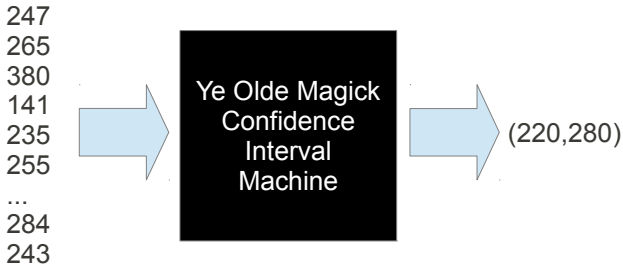 247
265
380
141
235
255
...
284
243
Ye Olde Magick
Confidence
Interval
Machine
(220,280)